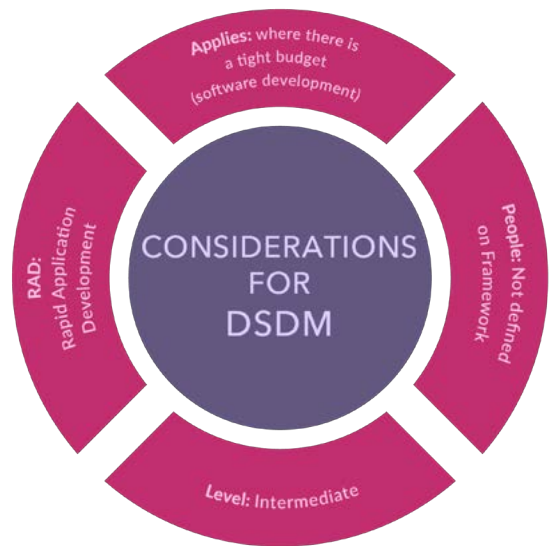 Applies: where there is
a tight budget
(software development)
People: Not defined
on Framework
CONSIDERATIONS
FOR
DSDM
RAD:
Rapid Application
Development
Level: Intermediate